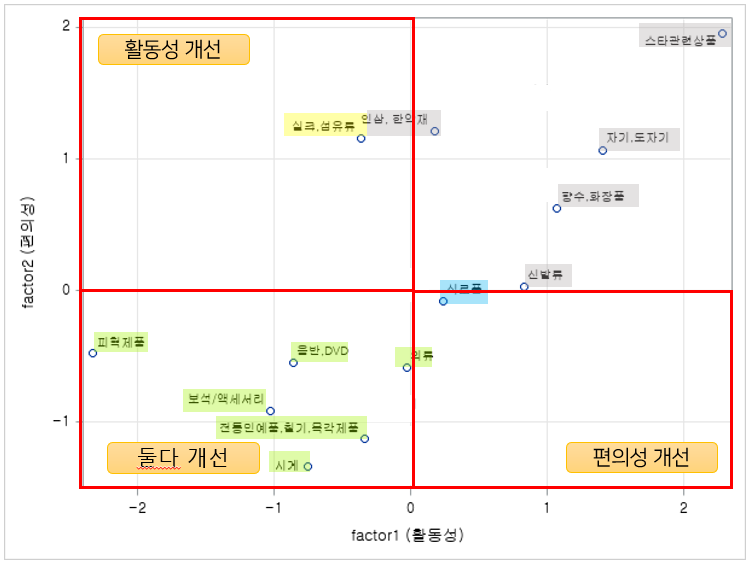 2
활동성 개선
스타관련상품
실크,섬유류
인삼, 한약재
자기,도자기
1
향수,화장품
factor2 (편의성)
신발류
0
식료품
피혁제품
음반,DVD
의류
보석/액세서리
전통민예품,칠기,목각제품
-1
시계
둘다 개선
편의성 개선
-2
-1
0
1
2
factor1 (활동성)